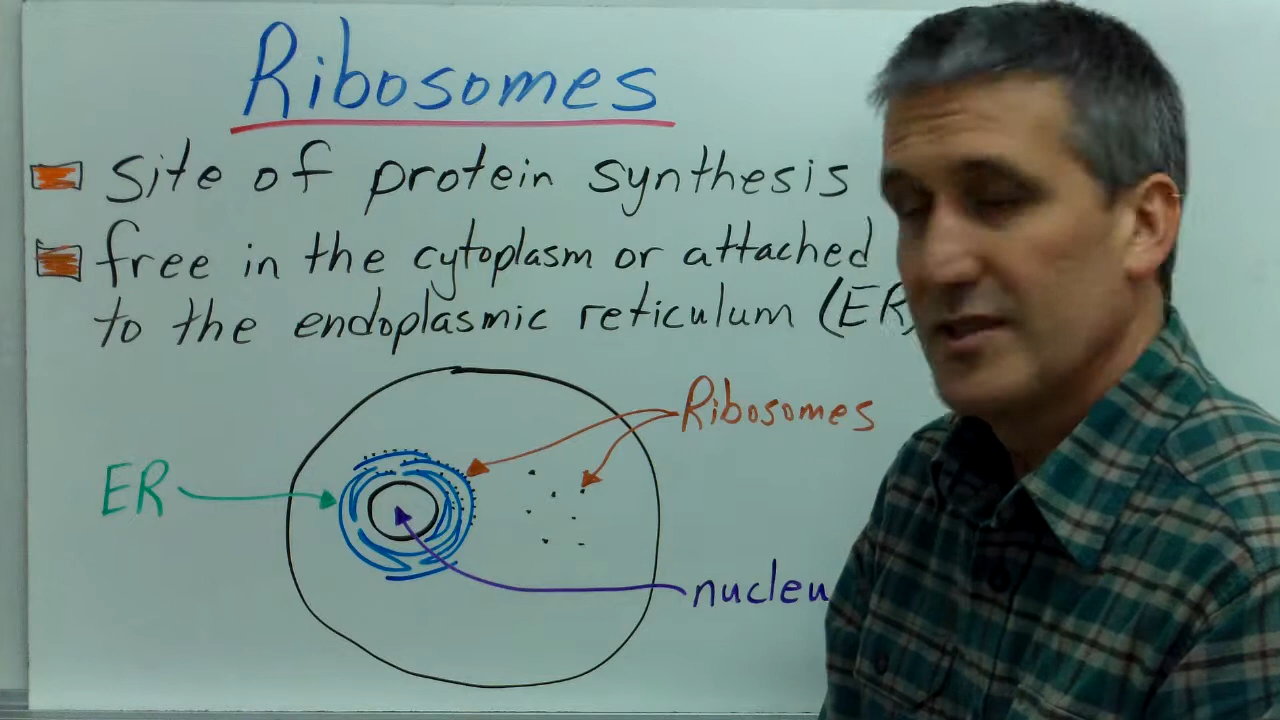 Ribosomes
site of protein synthesis
free in the cytoplasm or attached
to the endoplasmic reticulum (ER)
Ribosomes
ER
nucleu